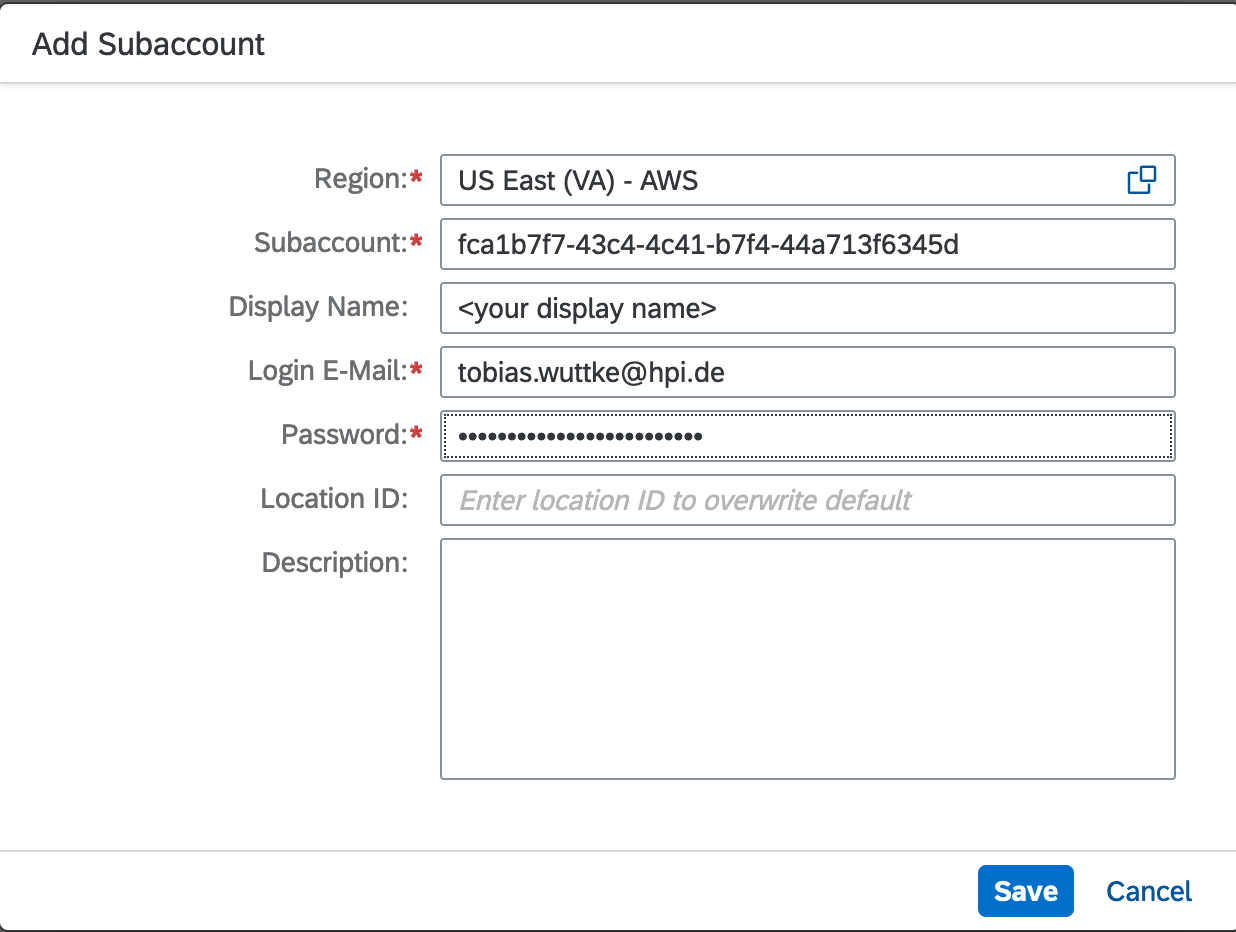 Add Subaccount
Region:* US East (VA) - AWS
Subaccount:* fca1b7f7-43c4-4c41-b7f4-44a713f6345d
Display Name: <your display name>
Login E-Mail:* tobias.wuttke@hpi.de
Password:* •••••••••••••••••••••••••
Location ID: Enter location ID to overwrite default
Description:
Save Cancel